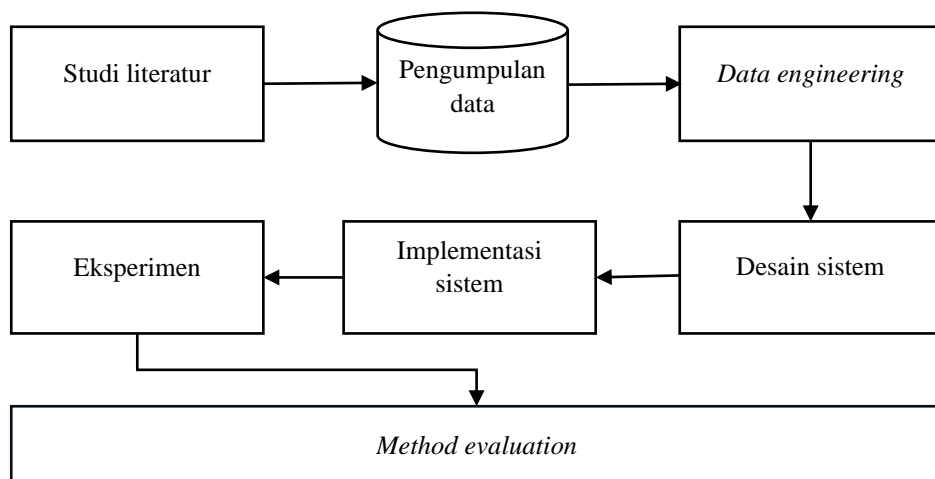 Studi literatur
Pengumpulan
data
Data engineering
Desain sistem
Implementasi
sistem
Eksperimen
Method evaluation